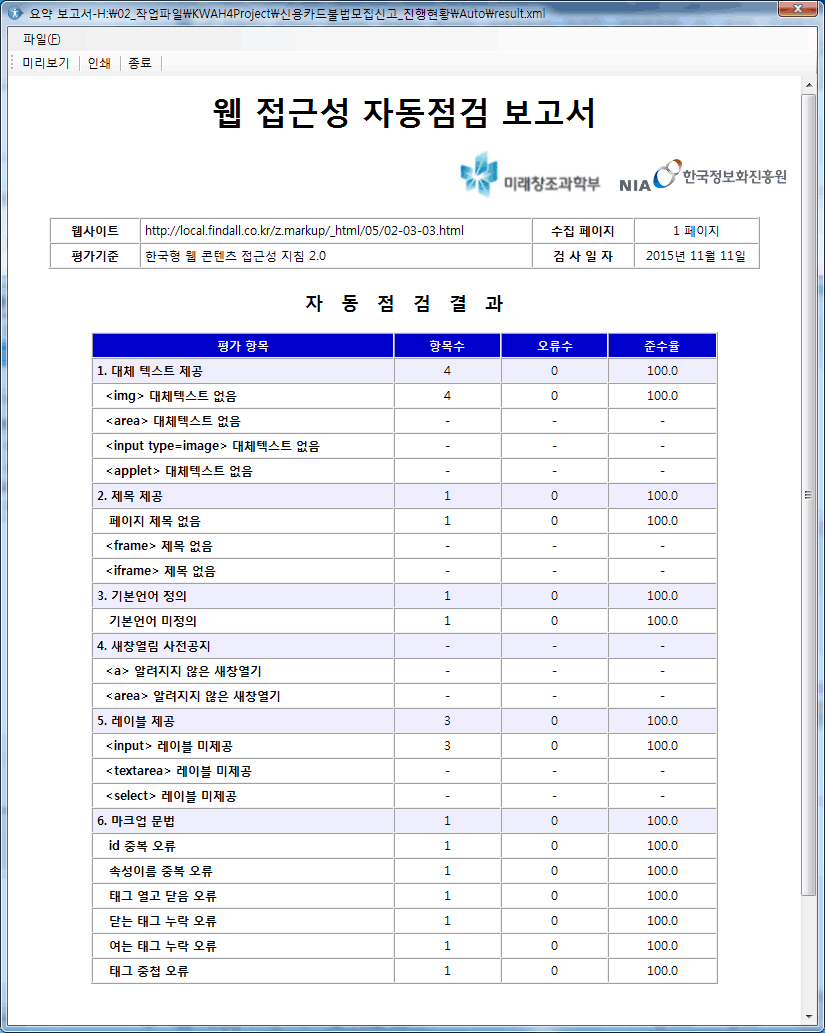 요약 보고서-H:\02_작업파일\KWAH4Project\신용카드불법모집신고_진행현황\Auto\result.xml
파일(F)
미리보기 인쇄 종료
웹 접근성 자동점검 보고서
미래창조과학부 NIA 한국정보화진흥원
웹사이트 http://local.findall.co.kr/z.markup/_html/05/02-03-03.html 수집 페이지 1 페이지
평가기준 한국형 웹 콘텐츠 접근성 지침 2.0 검 사 일 자 2015년 11월 11일
자 동 점 검 결 과
평가 항목 항목수 오류수 준수율
1. 대체 텍스트 제공 4 0 100.0
<img> 대체텍스트 없음 4 0 100.0
<area> 대체텍스트 없음 - - -
<input type=image> 대체텍스트 없음 - - -
<applet> 대체텍스트 없음 - - -
2. 제목 제공 1 0 100.0
페이지 제목 없음 1 0 100.0
<frame> 제목 없음 - - -
<iframe> 제목 없음 - - -
3. 기본언어 정의 1 0 100.0
기본언어 미정의 1 0 100.0
4. 새창열림 사전공지 - - -
<a> 알려지지 않은 새창열기 - - -
<area> 알려지지 않은 새창열기 - - -
5. 레이블 제공 3 0 100.0
<input> 레이블 미제공 3 0 100.0
<textarea> 레이블 미제공 - - -
<select> 레이블 미제공 - - -
6. 마크업 문법 1 0 100.0
id 중복 오류 1 0 100.0
속성이름 중복 오류 1 0 100.0
태그 열고 닫음 오류 1 0 100.0
닫는 태그 누락 오류 1 0 100.0
여는 태그 누락 오류 1 0 100.0
태그 중첩 오류 1 0 100.0